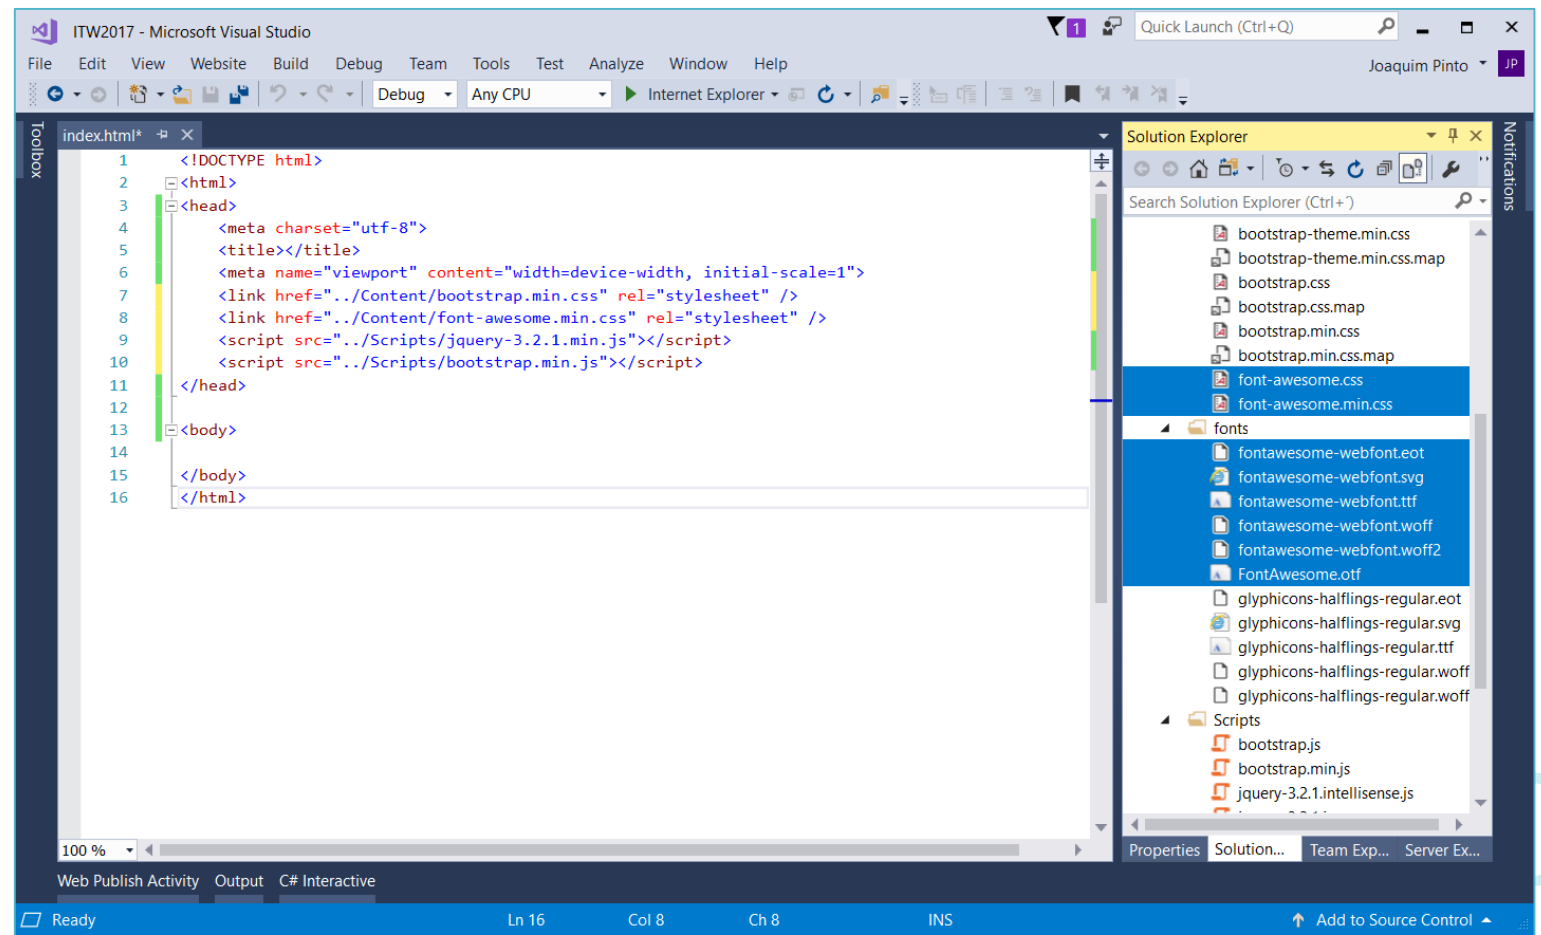 ITW2017 - Microsoft Visual Studio
1
Quick Launch (Ctrl+Q)
File Edit View Website Build Debug Team Tools Test Analyze Window Help
Joaquim Pinto JP
Debug Any CPU Internet Explorer
Toolbox
index.html*
1 <!DOCTYPE html>
2 <html>
3 <head>
4 <meta charset="utf-8">
5 <title></title>
6 <meta name="viewport" content="width=device-width, initial-scale=1">
7 <link href="../Content/bootstrap.min.css" rel="stylesheet" />
8 <link href="../Content/font-awesome.min.css" rel="stylesheet" />
9 <script src="../Scripts/jquery-3.2.1.min.js"></script>
10 <script src="../Scripts/bootstrap.min.js"></script>
11 </head>
12
13 <body>
14
15 </body>
16 </html>
100 %
Solution Explorer
Search Solution Explorer (Ctrl+´)
bootstrap-theme.min.css
bootstrap-theme.min.css.map
bootstrap.css
bootstrap.css.map
bootstrap.min.css
bootstrap.min.css.map
font-awesome.css
font-awesome.min.css
fonts
fontawesome-webfont.eot
fontawesome-webfont.svg
fontawesome-webfont.ttf
fontawesome-webfont.woff
fontawesome-webfont.woff2
FontAwesome.otf
glyphicons-halflings-regular.eot
glyphicons-halflings-regular.svg
glyphicons-halflings-regular.ttf
glyphicons-halflings-regular.woff
glyphicons-halflings-regular.woff
Scripts
bootstrap.js
bootstrap.min.js
jquery-3.2.1.intellisense.js
Properties Solution... Team Exp... Server Ex...
Notifications
Web Publish Activity Output C# Interactive
Ready Ln 16 Col 8 Ch 8 INS Add to Source Control